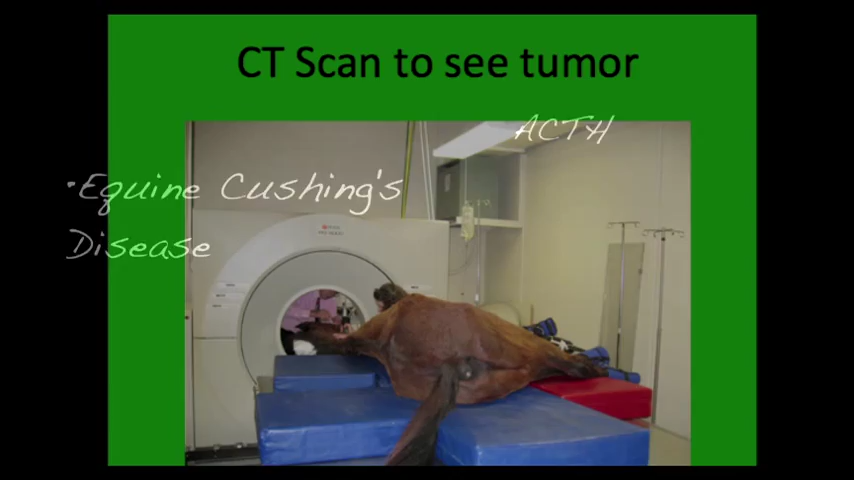 CT Scan to see tumor
ACTH
• Equine Cushing's
Disease